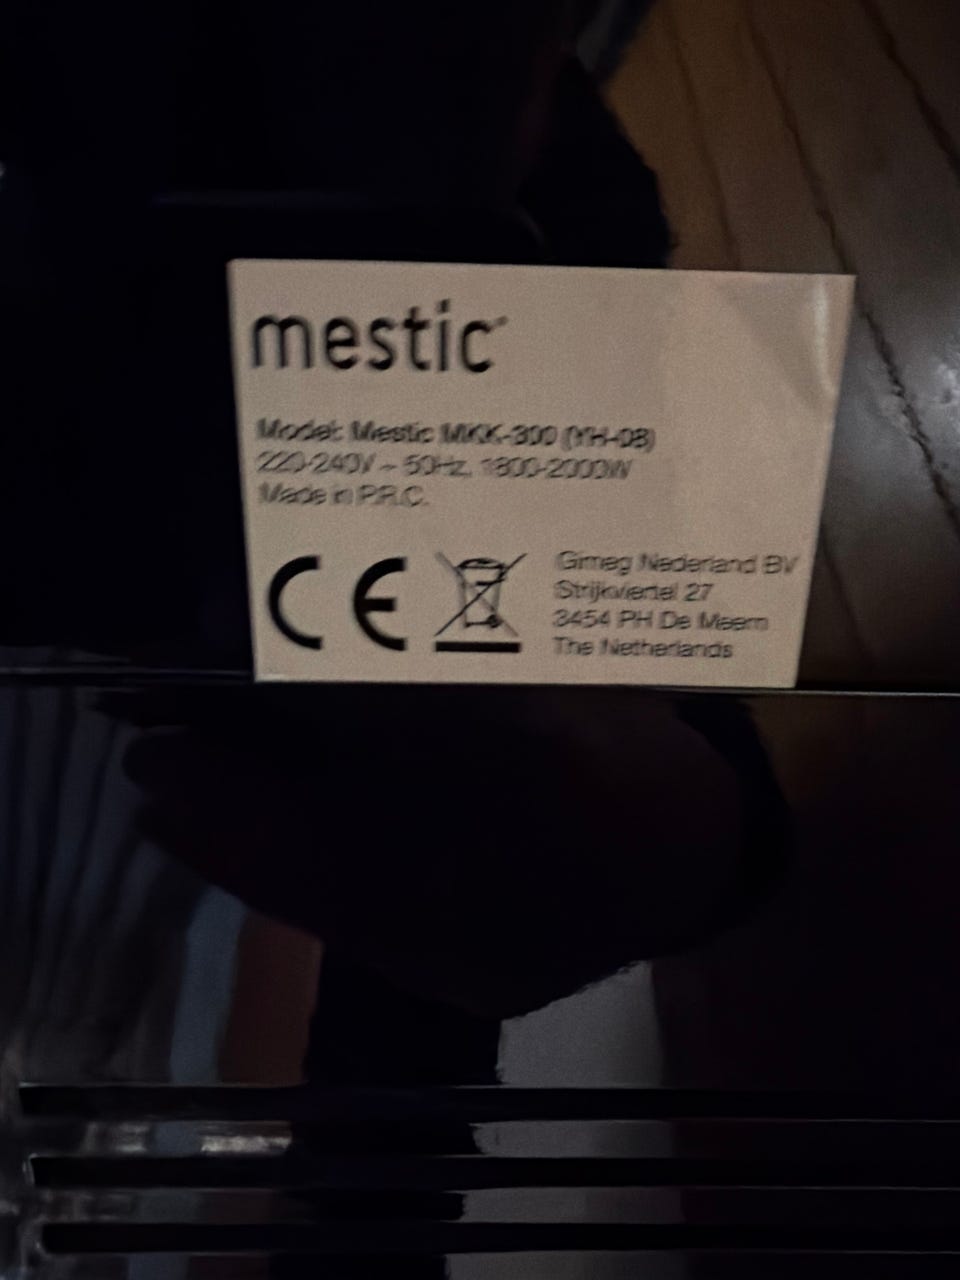 mestic®
Model: Mestic MKK-300 (YH-08)
220-240V ~ 50Hz, 1800-2000W
Made in P.R.C.
CE
Gimeg Nederland BV
Strijkviertel 27
3454 PM De Meern
The Netherlands